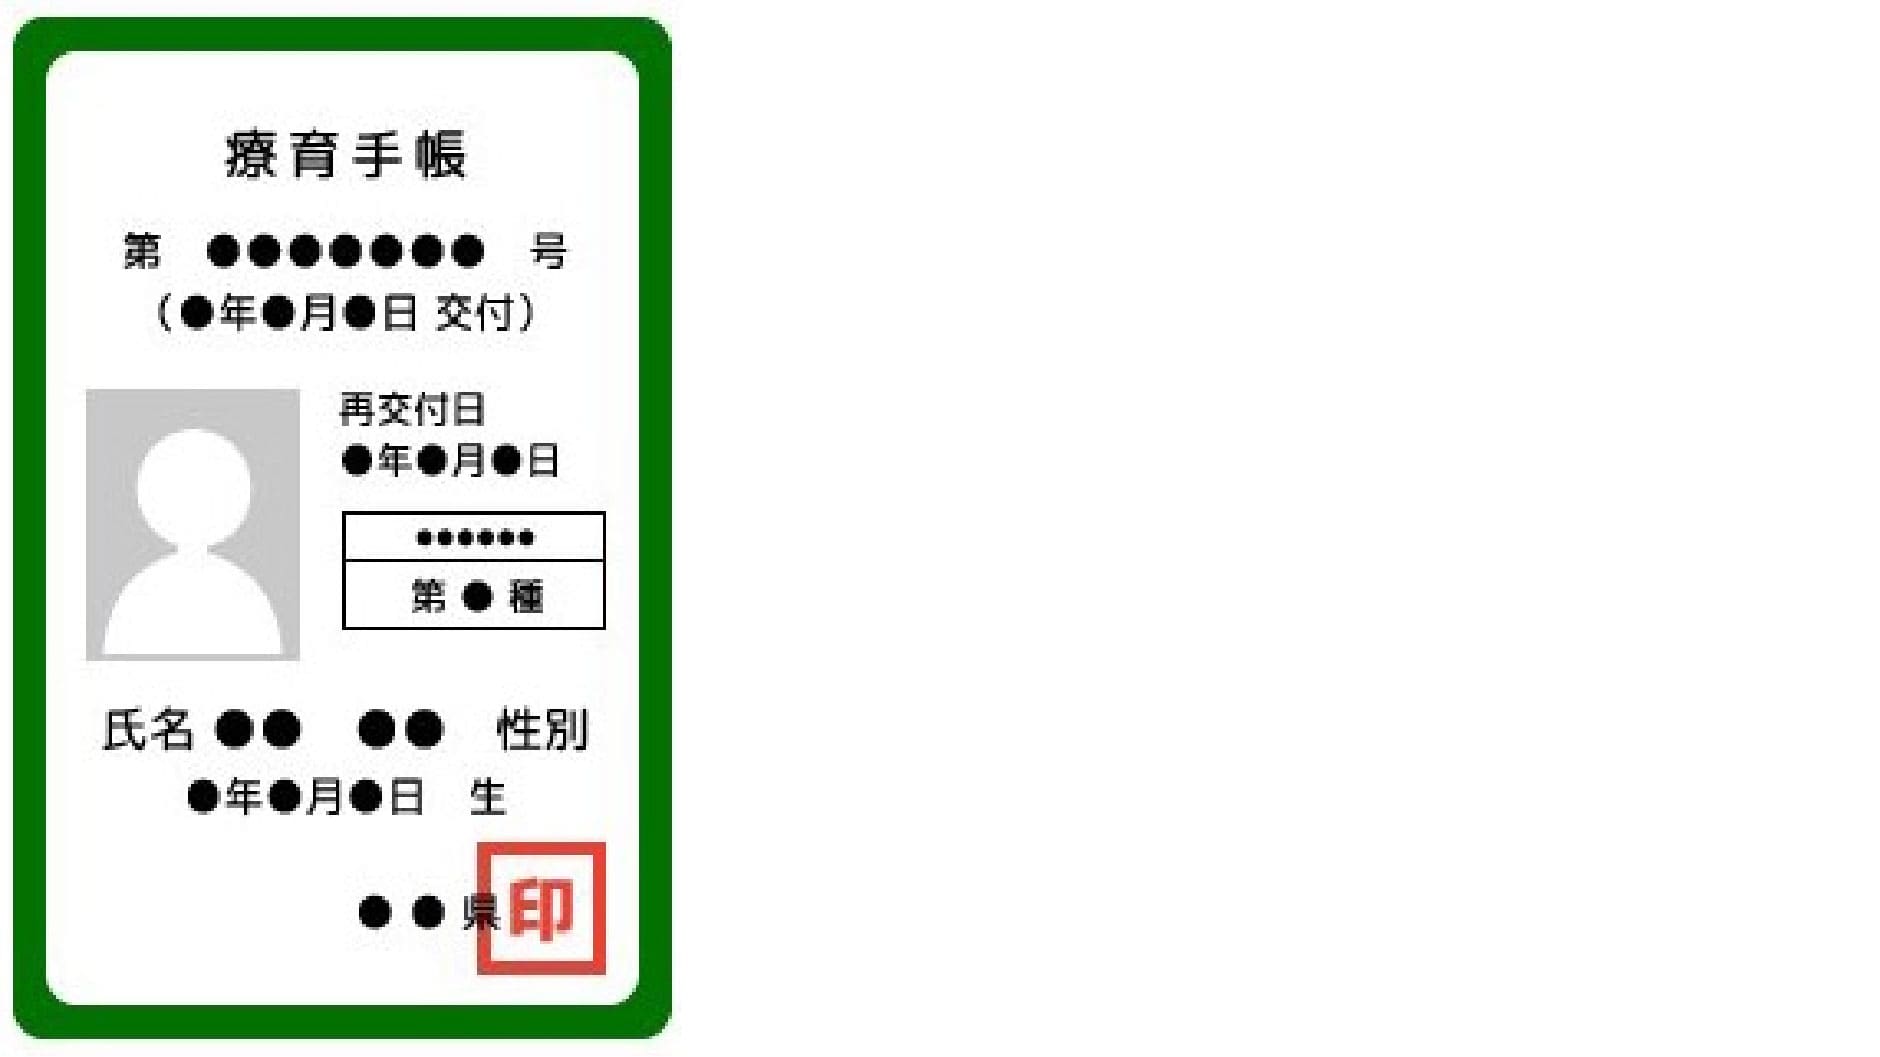 療育手帳
第 ●●●●●●● 号
（●年●月●日 交付）
再交付日
●年●月●日
●●●●●●
第 ● 種
氏名 ●● ●● 性別
●年●月●日 生
●●県 印